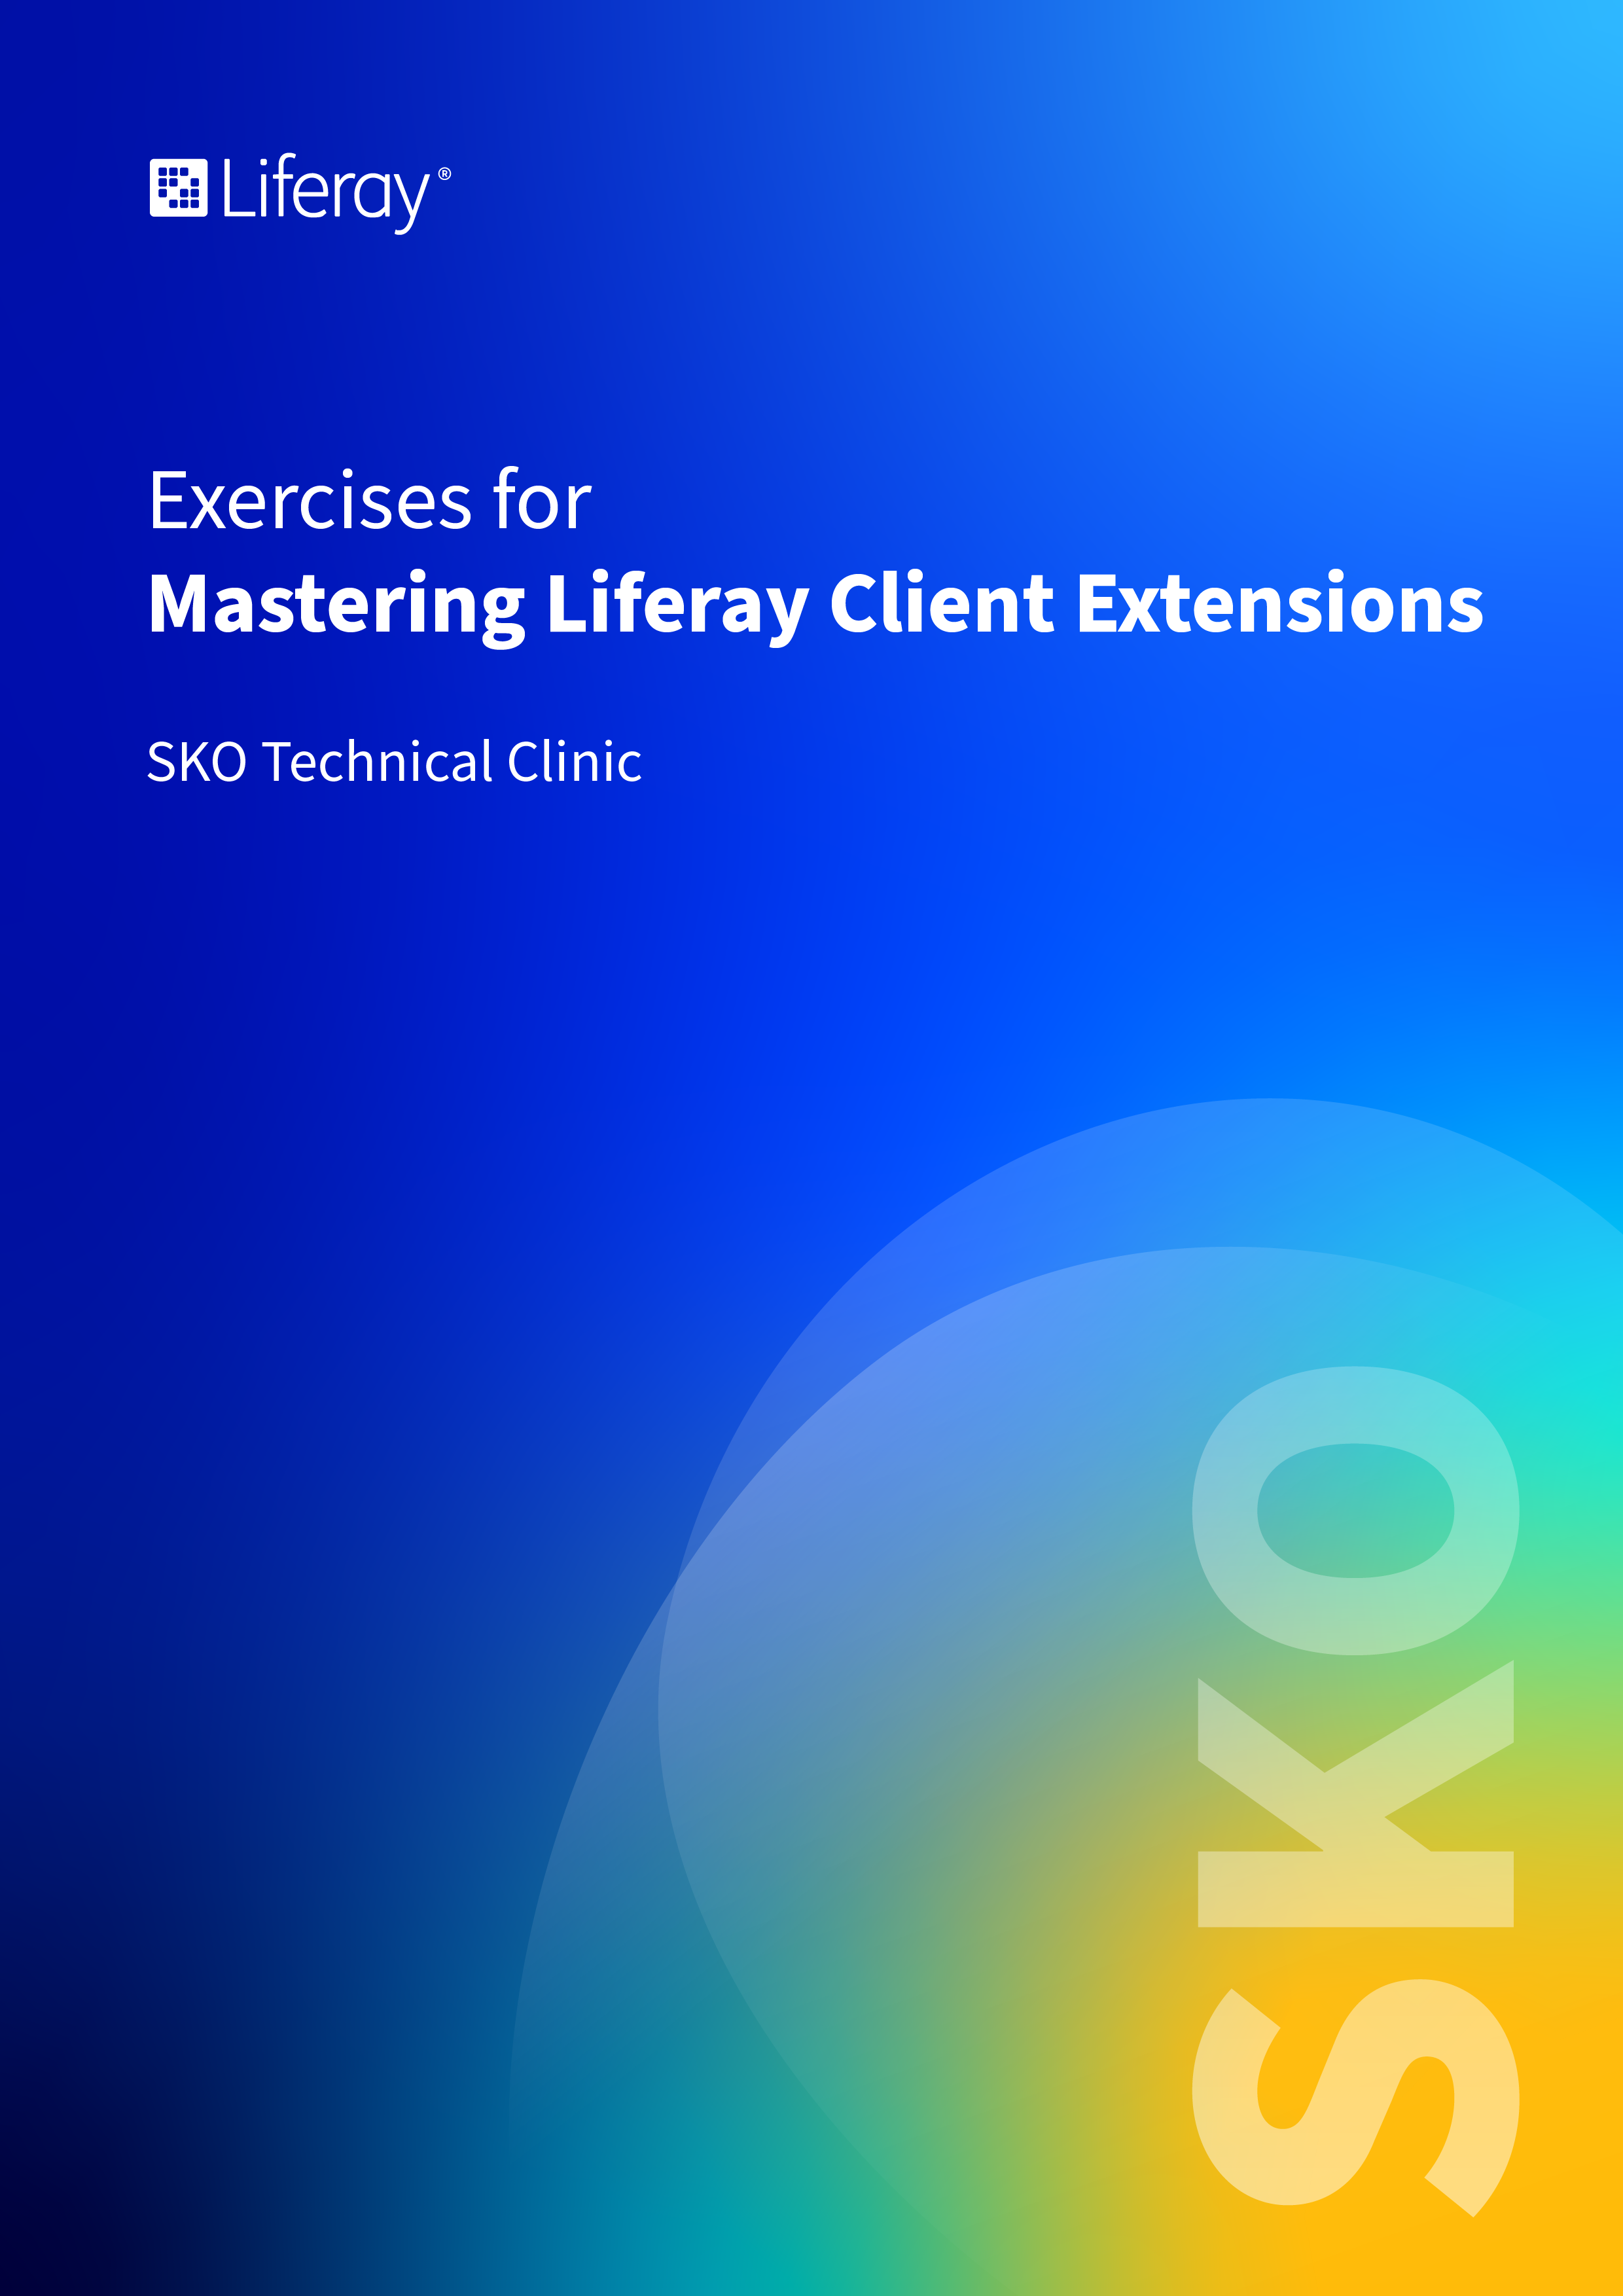 Liferay®
Exercises for
Mastering Liferay Client Extensions
SKO Technical Clinic
SKO